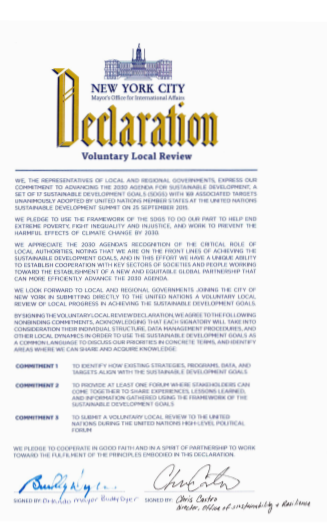 NEW YORK CITY
Mayor's Office for International Affairs
Declaration
Voluntary Local Review
WE, THE REPRESENTATIVES OF LOCAL AND REGIONAL GOVERNMENTS, EXPRESS OUR
COMMITMENT TO ADVANCING THE 2030 AGENDA FOR SUSTAINABLE DEVELOPMENT, A
SET OF 17 SUSTAINABLE DEVELOPMENT GOALS (SDGS) WITH 169 ASSOCIATED TARGETS
UNANIMOUSLY ADOPTED BY UNITED NATIONS MEMBER STATES AT THE UNITED NATIONS
SUSTAINABLE DEVELOPMENT SUMMIT ON 25 SEPTEMBER 2015.
WE PLEDGE TO USE THE FRAMEWORK OF THE SDGS TO DO OUR PART TO HELP END
EXTREME POVERTY, FIGHT INEQUALITY AND INJUSTICE, AND WORK TO PREVENT THE
HARMFUL EFFECTS OF CLIMATE CHANGE BY 2030.
WE APPRECIATE THE 2030 AGENDA'S RECOGNITION OF THE CRITICAL ROLE OF
LOCAL AUTHORITIES, NOTING THAT WE ARE ON THE FRONT LINES OF ACHIEVING THE
SUSTAINABLE DEVELOPMENT GOALS, AND IN THIS EFFORT WE HAVE A UNIQUE ABILITY
TO ESTABLISH COOPERATION WITH KEY SECTORS OF SOCIETIES AND PEOPLE WORKING
TOWARD THE ESTABLISHMENT OF A NEW AND EQUITABLE GLOBAL PARTNERSHIP THAT
CAN MORE EFFICIENTLY ADVANCE THE 2030 AGENDA.
WE LOOK FORWARD TO LOCAL AND REGIONAL GOVERNMENTS JOINING THE CITY OF
NEW YORK IN SUBMITTING DIRECTLY TO THE UNITED NATIONS A VOLUNTARY LOCAL
REVIEW OF LOCAL PROGRESS IN ACHIEVING THE SUSTAINABLE DEVELOPMENT GOALS.
BY SIGNING THE VOLUNTARY LOCAL REVIEW DECLARATION, WE AGREE TO THE FOLLOWING
NONBINDING COMMITMENTS, ACKNOWLEDGING THAT EACH SIGNATORY WILL TAKE INTO
CONSIDERATION THEIR INDIVIDUAL STRUCTURE, DATA MANAGEMENT PROCEDURES, AND
OTHER LOCAL DYNAMICS IN ORDER TO USE THE SUSTAINABLE DEVELOPMENT GOALS AS
A COMMON LANGUAGE TO DISCUSS OUR PRIORITIES IN CONCRETE TERMS, AND IDENTIFY
AREAS WHERE WE CAN SHARE AND ACQUIRE KNOWLEDGE:
COMMITMENT 1 TO IDENTIFY HOW EXISTING STRATEGIES, PROGRAMS, DATA, AND
TARGETS ALIGN WITH THE SUSTAINABLE DEVELOPMENT GOALS.
COMMITMENT 2 TO PROVIDE AT LEAST ONE FORUM WHERE STAKEHOLDERS CAN
COME TOGETHER TO SHARE EXPERIENCES, LESSONS LEARNED,
AND INFORMATION GATHERED USING THE FRAMEWORK OF THE
SUSTAINABLE DEVELOPMENT GOALS.
COMMITMENT 3 TO SUBMIT A VOLUNTARY LOCAL REVIEW TO THE UNITED
NATIONS DURING THE UNITED NATIONS HIGH-LEVEL POLITICAL
FORUM
WE PLEDGE TO COOPERATE IN GOOD FAITH AND IN A SPIRIT OF PARTNERSHIP TO WORK
TOWARD THE FULFILMENT OF THE PRINCIPLES EMBODIED IN THIS DECLARATION.
SIGNED BY: Orlando Mayor Buddy Dyer SIGNED BY: Chris Castro
Director, Office of Sustainability & Resilience